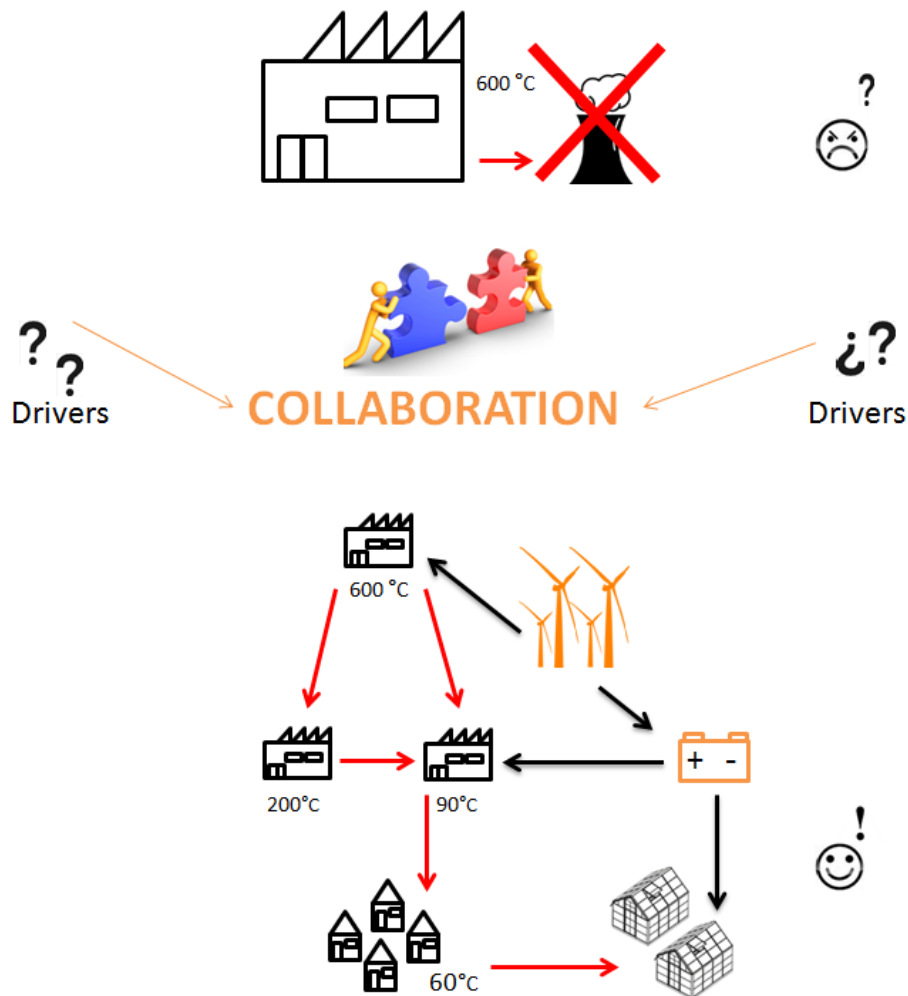 600 °C
?
? ?
¿?
Drivers
COLLABORATION
Drivers
600 °C
+ -
200°C
90°C
!
60°C